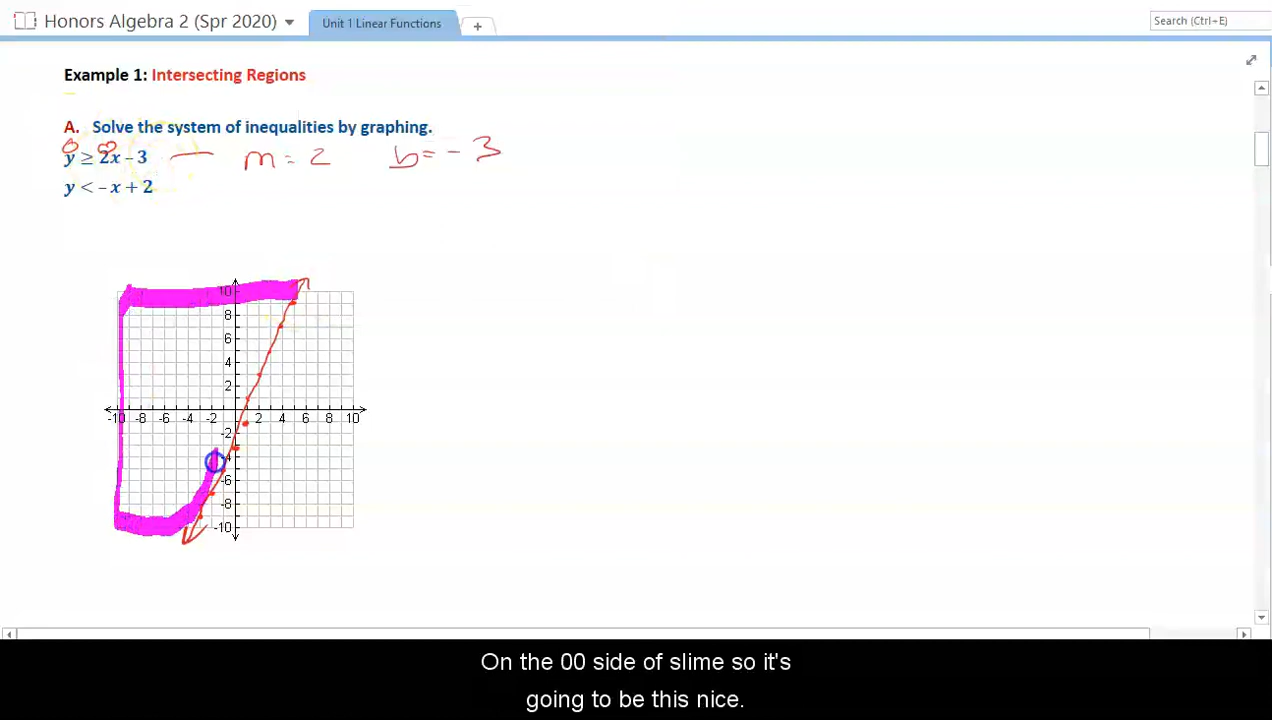 Honors Algebra 2 (Spr 2020)
Unit 1 Linear Functions
+
Search (Ctrl+E)
Example 1: Intersecting Regions
A. Solve the system of inequalities by graphing.
0 0
y ≥ 2x – 3 — m = 2 b = - 3
y < – x + 2
10
8
6
4
2
-10 -8 -6 -4 -2 2 4 6 8 10
-2
-4
-6
-8
-10
On the 00 side of slime so it's
going to be this nice.